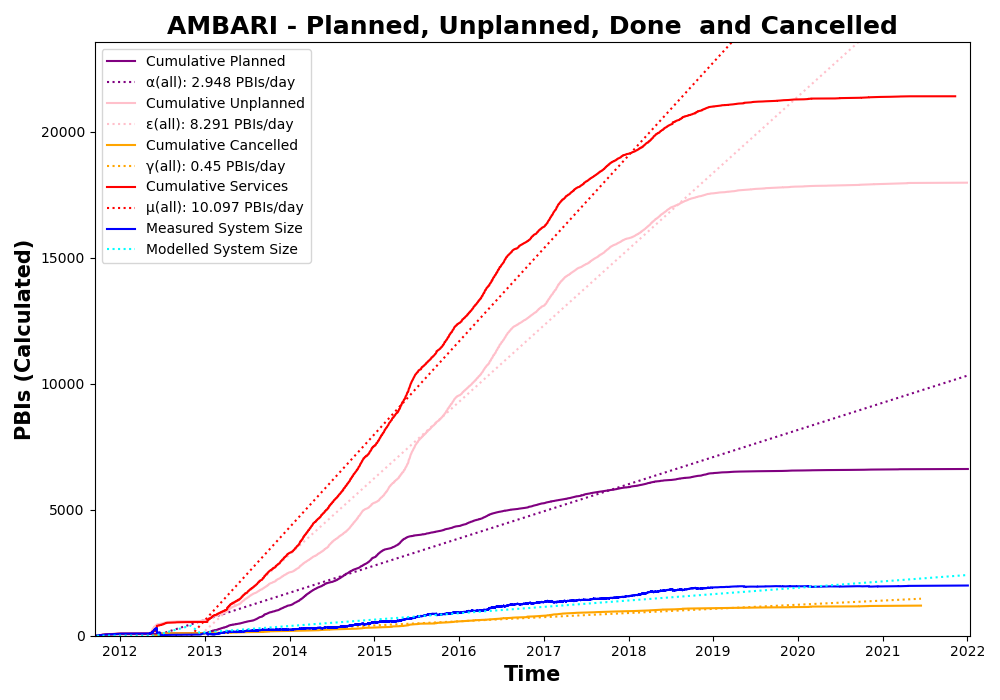 AMBARI - Planned, Unplanned, Done  and Cancelled
Cumulative Planned
α(all): 2.948 PBIs/day
Cumulative Unplanned
ε(all): 8.291 PBIs/day
Cumulative Cancelled
γ(all): 0.45 PBIs/day
Cumulative Services
μ(all): 10.097 PBIs/day
Measured System Size
Modelled System Size
PBIs (Calculated)
20000
15000
10000
5000
0
2012 2013 2014 2015 2016 2017 2018 2019 2020 2021 2022
Time